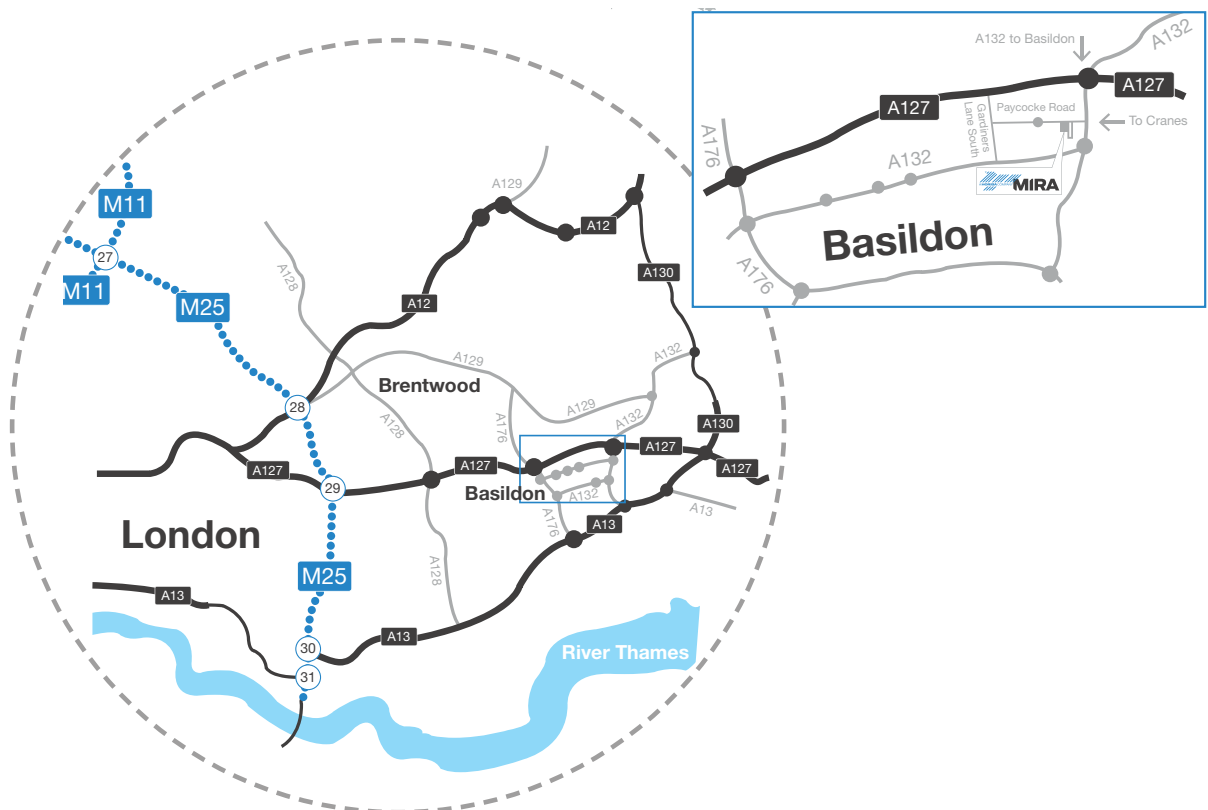 M11
27
M11
M25
A128
A12
A129
A12
A130
28
Brentwood
A129
A132
A129
A128
A176
A132
A130
A127
A127
A127
A127
29
Basildon
A132
A176
A13
A13
London
M25
A128
A13
30
A13
31
River Thames
A132 to Basildon
A132
A127
A127
Gardiners
Lane South
Paycocke Road
To Cranes
A176
A132
MIRA
Basildon
A176